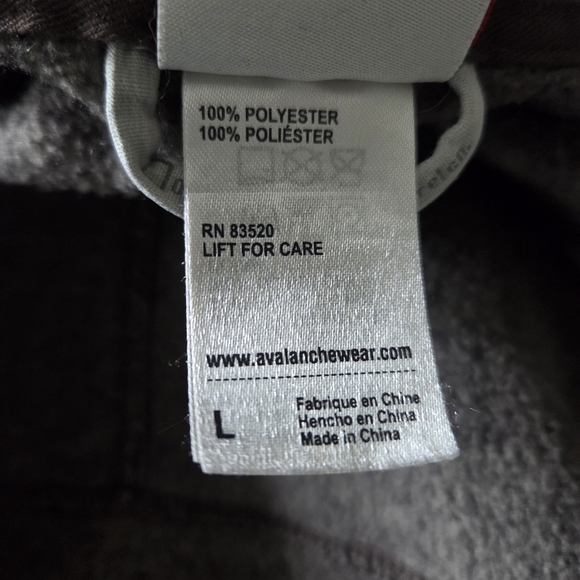 100% POLYESTER
100% POLIÉSTER
RN 83520
LIFT FOR CARE
www.avalanchewear.com
L
Fabrique en Chine
Hencho en China
Made in China